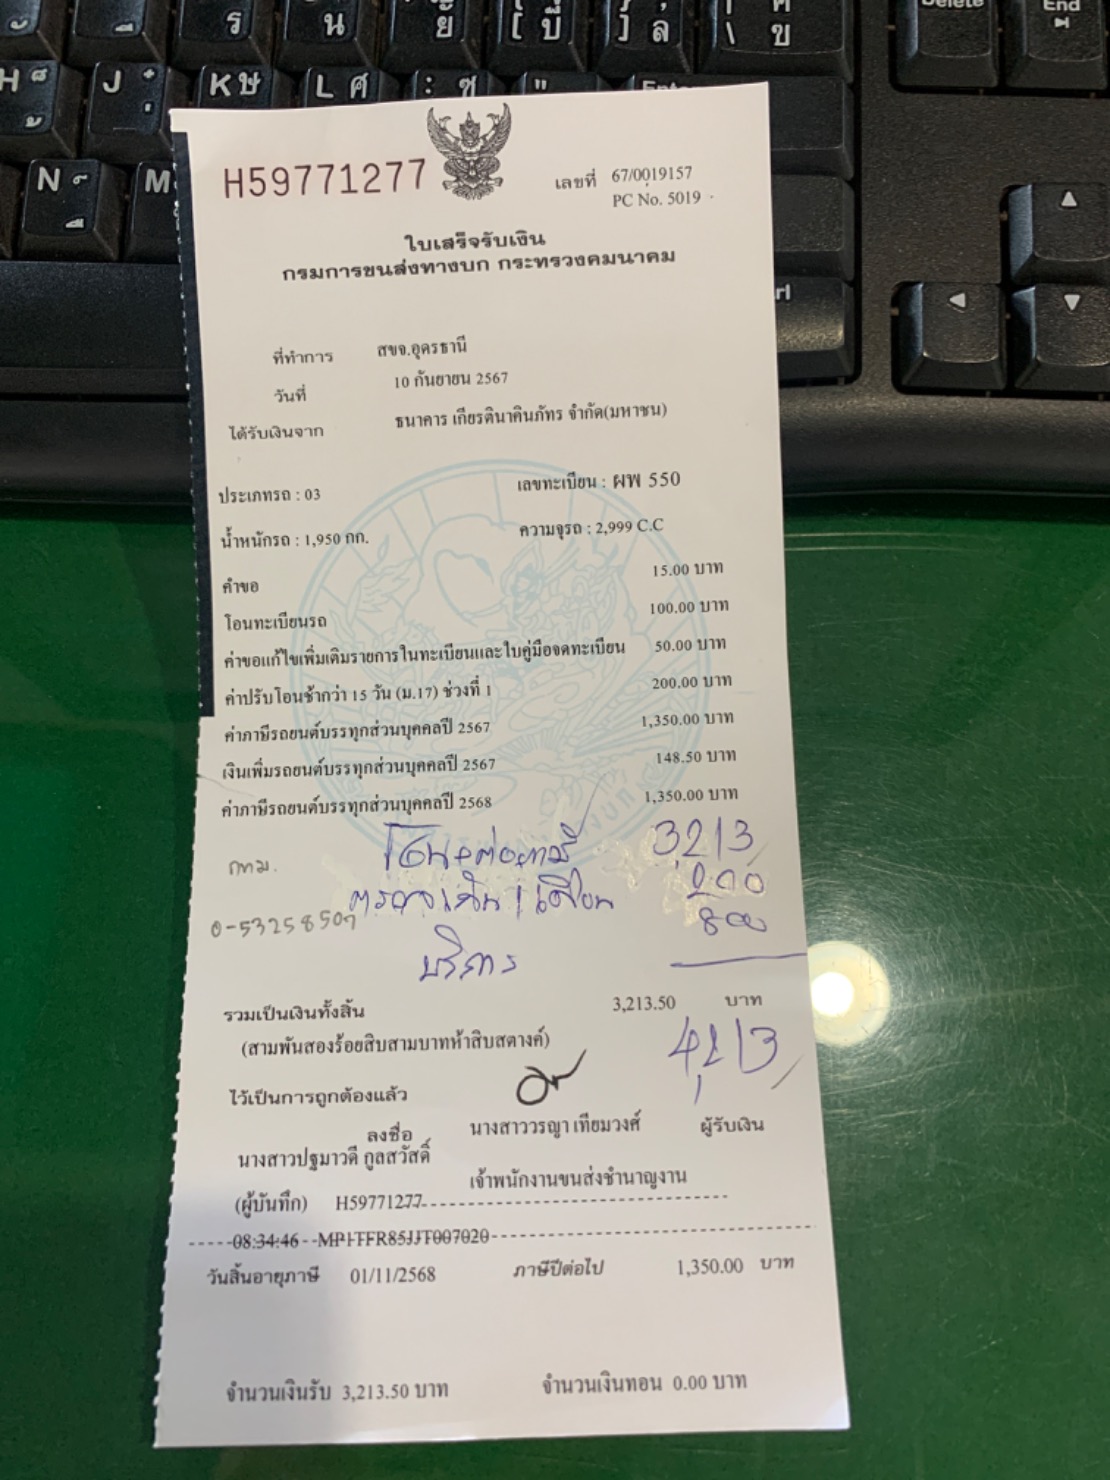 H59771277
เลขที่ 67/0019157
PC No. 5019
ใบเสร็จรับเงิน
กรมการขนส่งทางบก กระทรวงคมนาคม
ที่ทำการ สขจ.อุดรธานี
วันที่ 10 กันยายน 2567
ได้รับเงินจาก ธนาคาร เกียรตินาคินภัทร จำกัด(มหาชน)
ประเภทรถ : 03 เลขทะเบียน : ผพ 550
น้ำหนักรถ : 1,950 กก. ความจุรถ : 2,999 C.C
คำขอ 15.00 บาท
โอนทะเบียนรถ 100.00 บาท
ค่าขอแก้ไขเพิ่มเติมรายการในทะเบียนและใบคู่มือจดทะเบียน 50.00 บาท
ค่าปรับโอนช้ากว่า 15 วัน (ม.17) ช่วงที่ 1 200.00 บาท
ค่าภาษีรถยนต์บรรทุกส่วนบุคคลปี 2567 1,350.00 บาท
เงินเพิ่มรถยนต์บรรทุกส่วนบุคคลปี 2567 148.50 บาท
ค่าภาษีรถยนต์บรรทุกส่วนบุคคลปี 2568 1,350.00 บาท
กทม. โอน+ต่อภาษี 3,213
200
0-53258507 800
บริการ
รวมเป็นเงินทั้งสิ้น 3,213.50 บาท
(สามพันสองร้อยสิบสามบาทห้าสิบสตางค์) 4,213
ไว้เป็นการถูกต้องแล้ว
ลงชื่อ นางสาววรญา เทียมวงศ์ ผู้รับเงิน
นางสาวปฐมาวดี กูลสวัสดิ์
เจ้าพนักงานขนส่งชำนาญงาน
(ผู้บันทึก) H59771277
08:34:46 MP1TFR85JJT007020
วันสิ้นอายุภาษี 01/11/2568 ภาษีปีต่อไป 1,350.00 บาท
จำนวนเงินรับ 3,213.50 บาท จำนวนเงินทอน 0.00 บาท
H J K ษ L ศ : ซ "
N M
ร น ย [ บ ] ล \ ข
Delete End
Enter